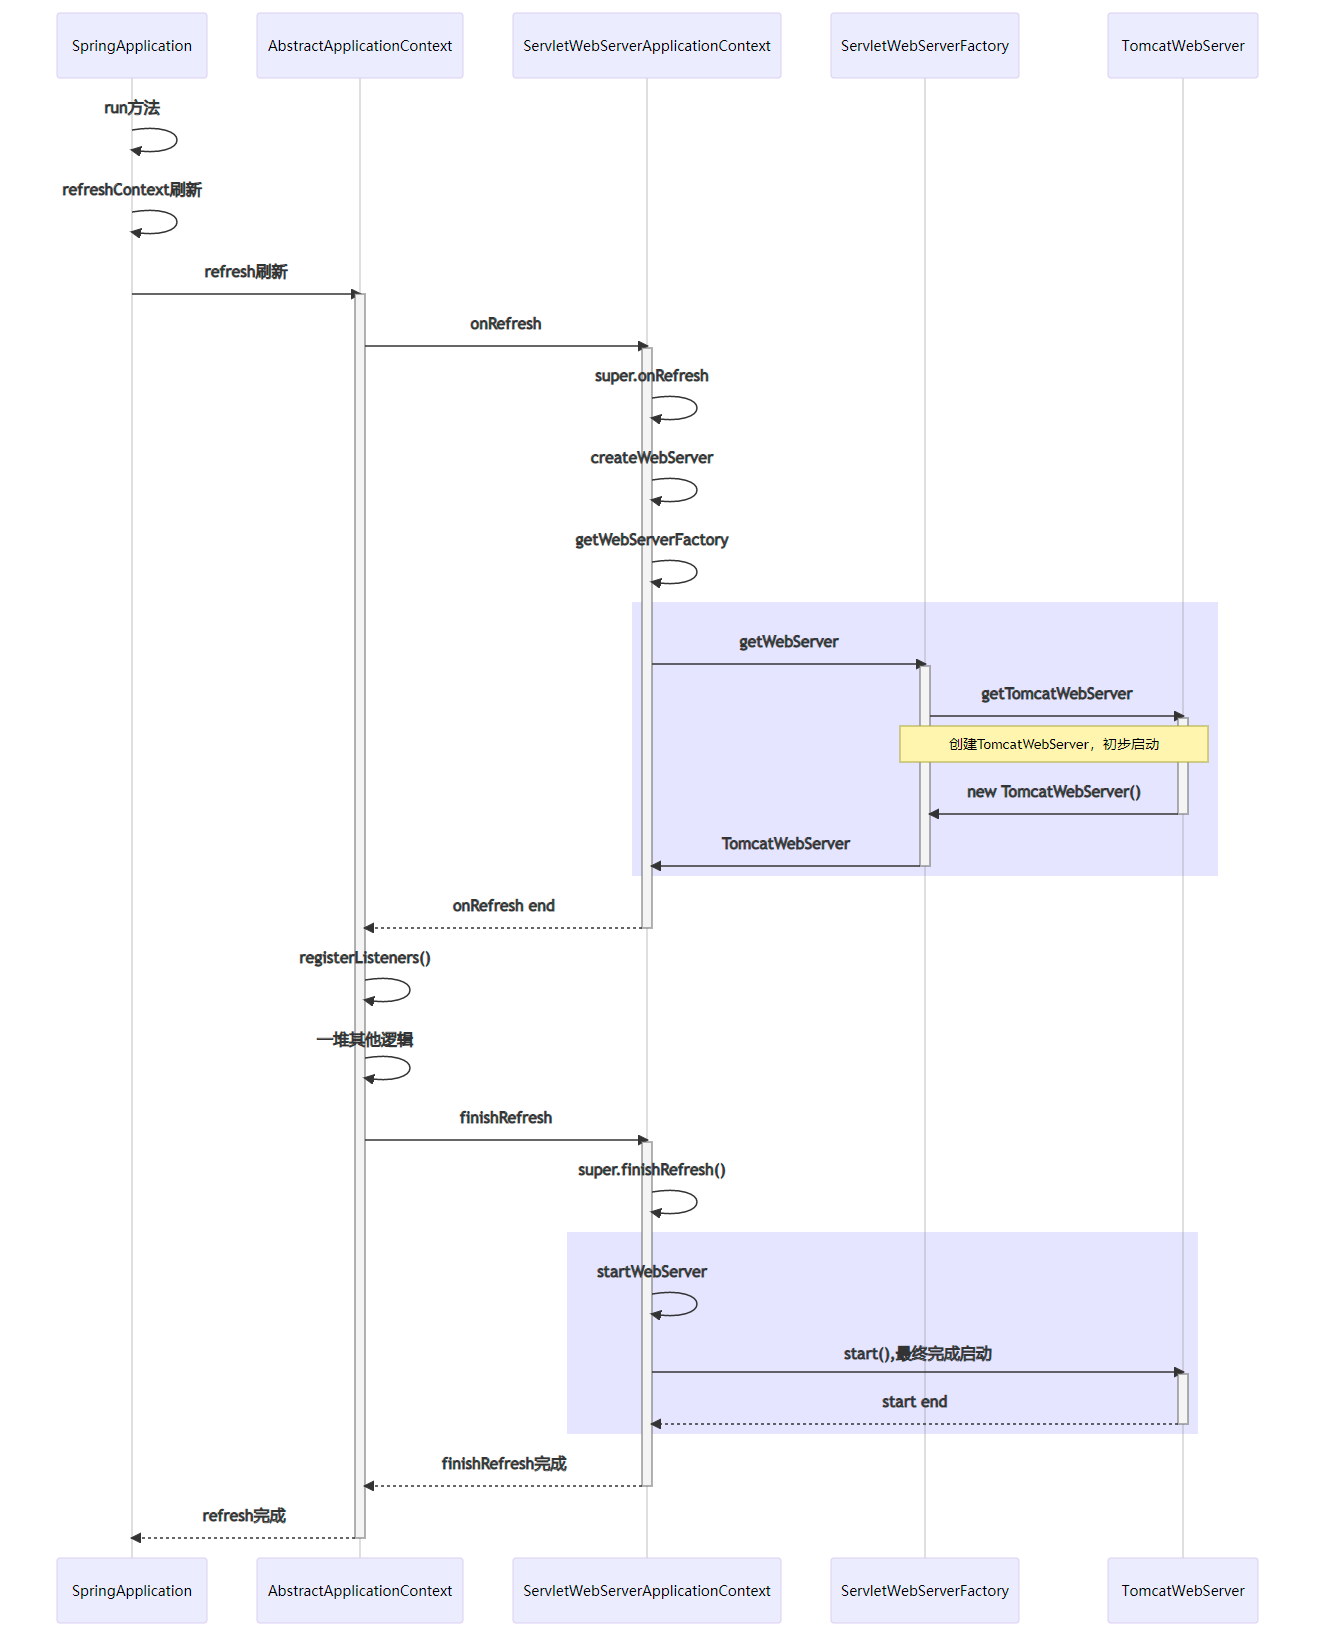 SpringApplication
AbstractApplicationContext
ServletWebServerApplicationContext
ServletWebServerFactory
TomcatWebServer
run方法
refreshContext刷新
refresh刷新
onRefresh
super.onRefresh
createWebServer
getWebServerFactory
getWebServer
getTomcatWebServer
创建TomcatWebServer，初步启动
new TomcatWebServer()
TomcatWebServer
onRefresh end
registerListeners()
一堆其他逻辑
finishRefresh
super.finishRefresh()
startWebServer
start(),最终完成启动
start end
finishRefresh完成
refresh完成
SpringApplication
AbstractApplicationContext
ServletWebServerApplicationContext
ServletWebServerFactory
TomcatWebServer